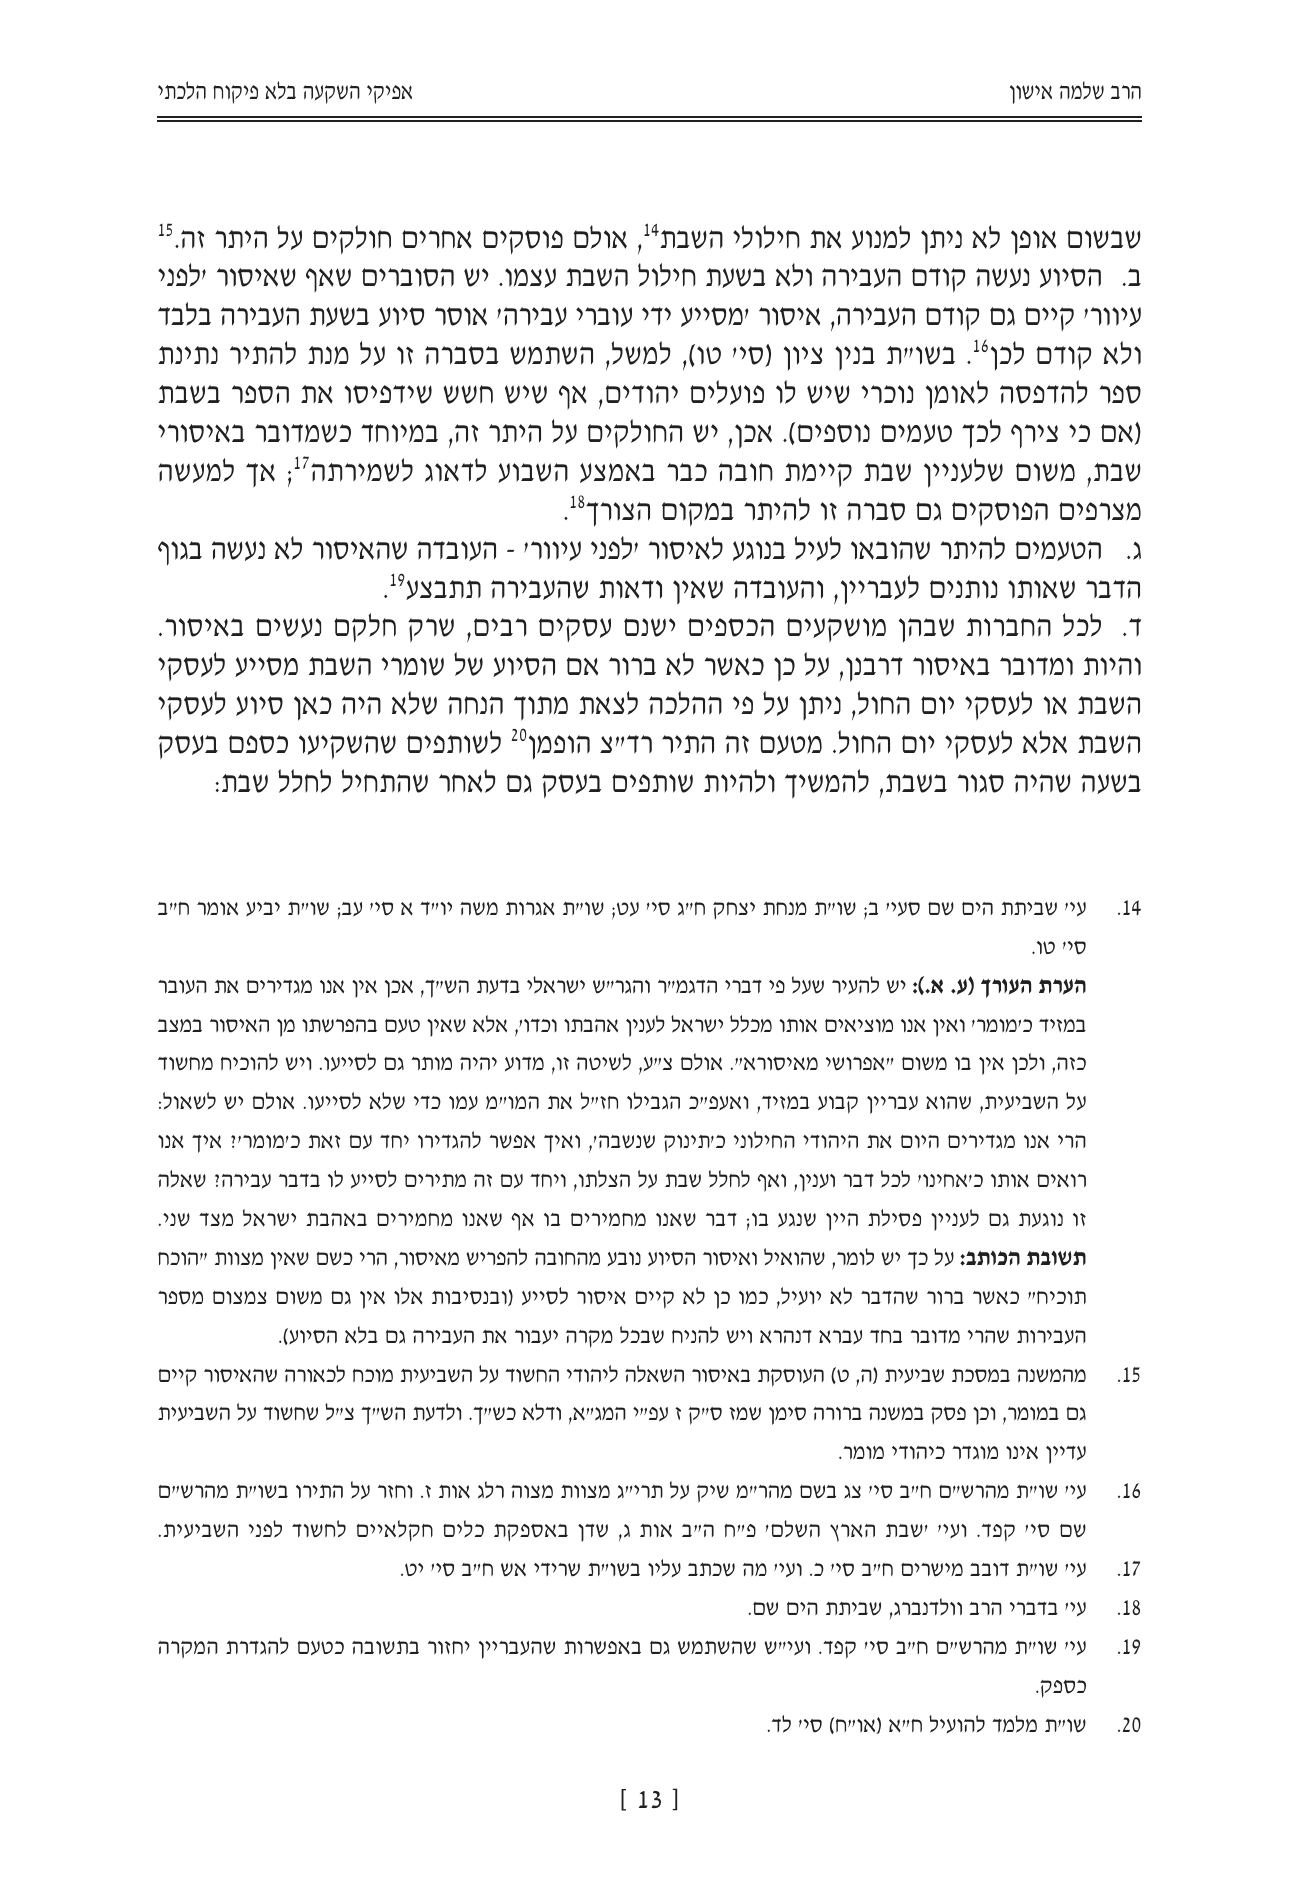 הרב שלמה אישון
אפיקי השקעה בלא פיקוח הלכתי
שבשום אופן לא ניתן למנוע את חילולי השבת14, אולם פוסקים אחרים חולקים על היתר זה.15
ב. הסיוע נעשה קודם העבירה ולא בשעת חילול השבת עצמו. יש הסוברים שאף שאיסור 'לפני
עיוור' קיים גם קודם העבירה, איסור 'מסייע ידי עוברי עבירה' אוסר סיוע בשעת העבירה בלבד
ולא קודם לכן16. בשו"ת בנין ציון (סי' טו), למשל, השתמש בסברה זו על מנת להתיר נתינת
ספר להדפסה לאומן נוכרי שיש לו פועלים יהודים, אף שיש חשש שידפיסו את הספר בשבת
(אם כי צירף לכך טעמים נוספים). אכן, יש החולקים על היתר זה, במיוחד כשמדובר באיסורי
שבת, משום שלעניין שבת קיימת חובה כבר באמצע השבוע לדאוג לשמירתה17; אך למעשה
מצרפים הפוסקים גם סברה זו להיתר במקום הצורך18.
ג. הטעמים להיתר שהובאו לעיל בנוגע לאיסור 'לפני עיוור' - העובדה שהאיסור לא נעשה בגוף
הדבר שאותו נותנים לעבריין, והעובדה שאין ודאות שהעבירה תתבצע19.
ד. לכל החברות שבהן מושקעים הכספים ישנם עסקים רבים, שרק חלקם נעשים באיסור.
והיות ומדובר באיסור דרבנן, על כן כאשר לא ברור אם הסיוע של שומרי השבת מסייע לעסקי
השבת או לעסקי יום החול, ניתן על פי ההלכה לצאת מתוך הנחה שלא היה כאן סיוע לעסקי
השבת אלא לעסקי יום החול. מטעם זה התיר רד"צ הופמן20 לשותפים שהשקיעו כספם בעסק
בשעה שהיה סגור בשבת, להמשיך ולהיות שותפים בעסק גם לאחר שהתחיל לחלל שבת:
14. עי' שביתת הים שם סעי' ב; שו"ת מנחת יצחק ח"ג סי' עט; שו"ת אגרות משה יו"ד א סי' עב; שו"ת יביע אומר ח"ב
סי' טו.
הערת העורך (ע. א.): יש להעיר שעל פי דברי הדגמ"ר והגר"ש ישראלי בדעת הש"ך, אכן אין אנו מגדירים את העובר
במזיד כ'מומר' ואין אנו מוציאים אותו מכלל ישראל לענין אהבתו וכדו', אלא שאין טעם בהפרשתו מן האיסור במצב
כזה, ולכן אין בו משום "אפרושי מאיסורא". אולם צ"ע, לשיטה זו, מדוע יהיה מותר גם לסייעו. ויש להוכיח מחשוד
על השביעית, שהוא עבריין קבוע במזיד, ואעפ"כ הגבילו חז"ל את המו"מ עמו כדי שלא לסייעו. אולם יש לשאול:
הרי אנו מגדירים היום את היהודי החילוני כ'תינוק שנשבה', ואיך אפשר להגדירו יחד עם זאת כ'מומר'? איך אנו
רואים אותו כ'אחינו' לכל דבר וענין, ואף לחלל שבת על הצלתו, ויחד עם זה מתירים לסייע לו בדבר עבירה? שאלה
זו נוגעת גם לעניין פסילת היין שנגע בו; דבר שאנו מחמירים בו אף שאנו מחמירים באהבת ישראל מצד שני.
תשובת הכותב: על כך יש לומר, שהואיל ואיסור הסיוע נובע מהחובה להפריש מאיסור, הרי כשם שאין מצוות "הוכח
תוכיח" כאשר ברור שהדבר לא יועיל, כמו כן לא קיים איסור לסייע (ובנסיבות אלו אין גם משום צמצום מספר
העבירות שהרי מדובר בחד עברא דנהרא ויש להניח שבכל מקרה יעבור את העבירה גם בלא הסיוע).
15. מהמשנה במסכת שביעית (ה, ט) העוסקת באיסור השאלה ליהודי החשוד על השביעית מוכח לכאורה שהאיסור קיים
גם במומר, וכן פסק במשנה ברורה סימן שמז ס"ק ז עפ"י המג"א, ודלא כש"ך. ולדעת הש"ך צ"ל שחשוד על השביעית
עדיין אינו מוגדר כיהודי מומר.
16. עי' שו"ת מהרש"ם ח"ב סי' צג בשם מהר"מ שיק על תרי"ג מצוות מצוה רלג אות ז. וחזר על התירו בשו"ת מהרש"ם
שם סי' קפד. ועי' 'שבת הארץ השלם' פ"ח ה"ב אות ג, שדן באספקת כלים חקלאיים לחשוד לפני השביעית.
17. עי' שו"ת דובב מישרים ח"ב סי' כ. ועי' מה שכתב עליו בשו"ת שרידי אש ח"ב סי' יט.
18. עי' בדברי הרב וולדנברג, שביתת הים שם.
19. עי' שו"ת מהרש"ם ח"ב סי' קפד. ועי"ש שהשתמש גם באפשרות שהעבריין יחזור בתשובה כטעם להגדרת המקרה
כספק.
20. שו"ת מלמד להועיל ח"א (או"ח) סי' לד.
[ 13 ]